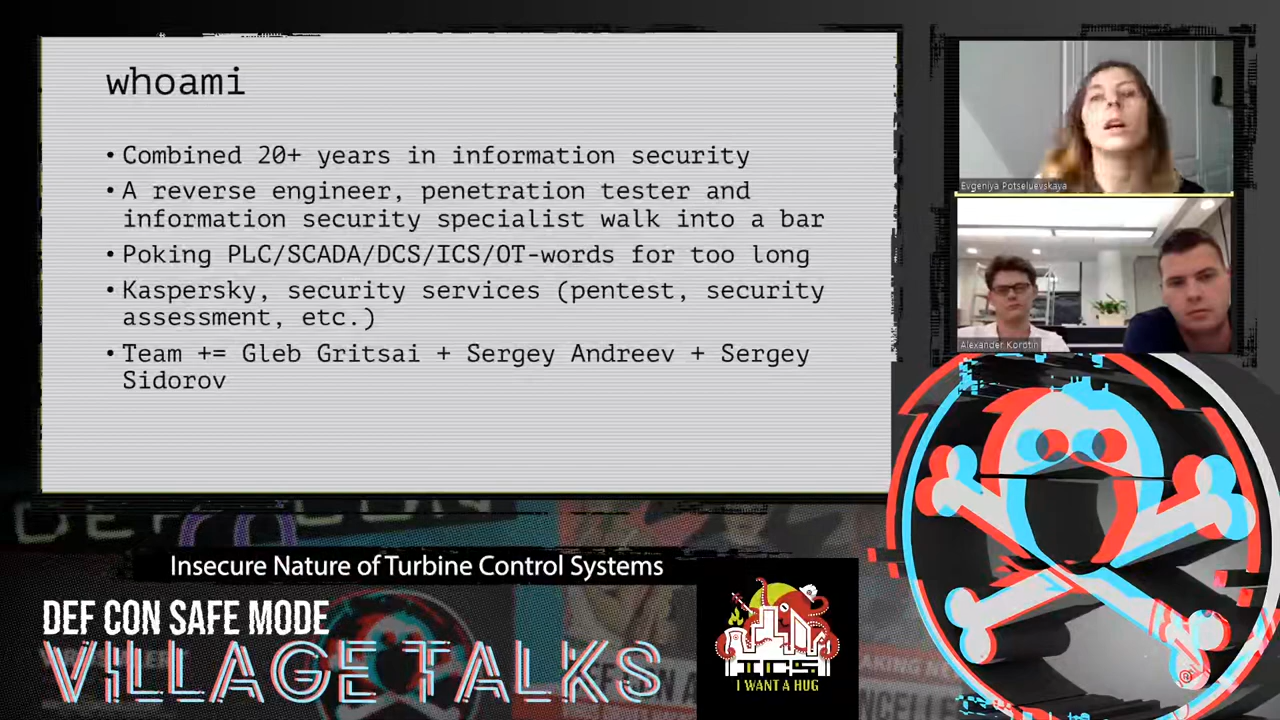 whoami
• Combined 20+ years in information security
• A reverse engineer, penetration tester and
information security specialist walk into a bar
• Poking PLC/SCADA/DCS/ICS/OT-words for too long
• Kaspersky, security services (pentest, security
assessment, etc.)
• Team += Gleb Gritsai + Sergey Andreev + Sergey
Sidorov
Evgeniya Potseluevskaya
Alexander Korotin
DEF CON
Insecure Nature of Turbine Control Systems
DEF CON SAFE MODE
VILLAGE TALKS
ICS
I WANT A HUG